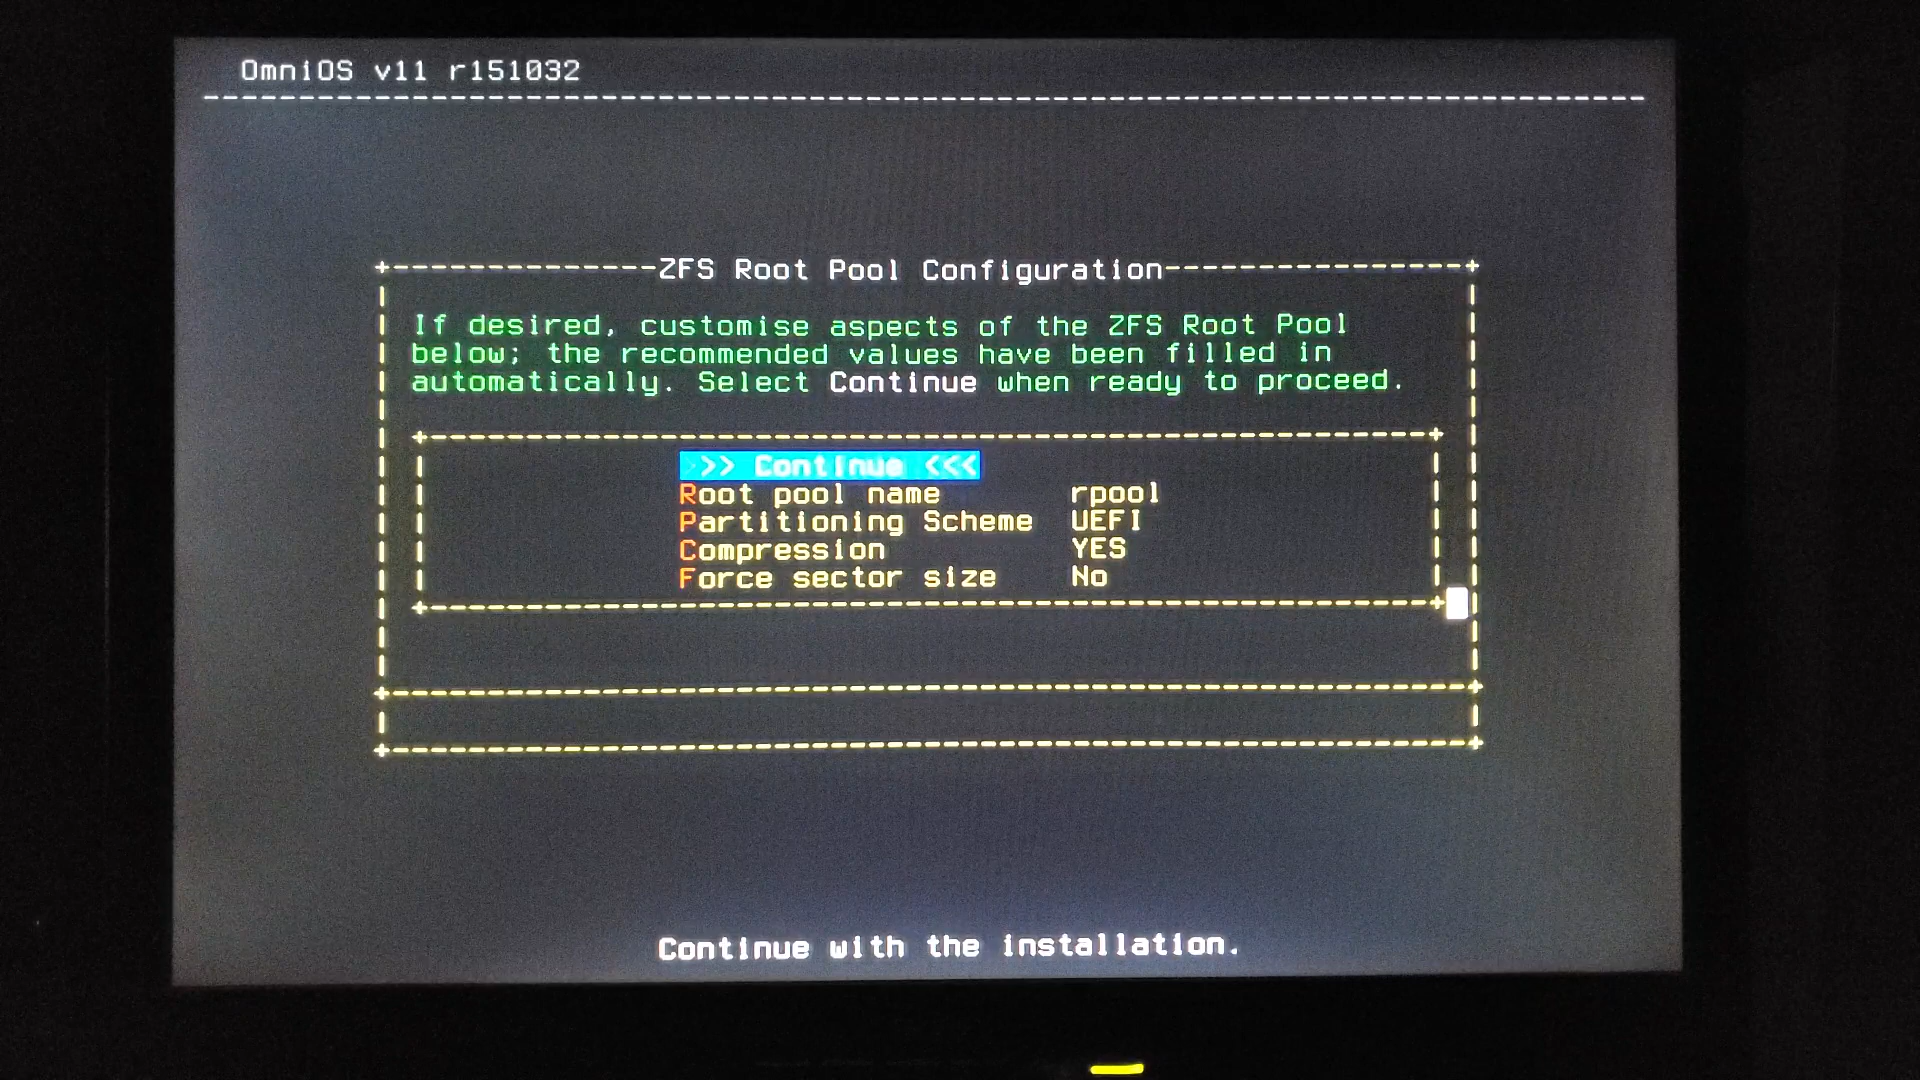 OmniOS v11 r151032
ZFS Root Pool Configuration
If desired, customise aspects of the ZFS Root Pool
below; the recommended values have been filled in
automatically. Select Continue when ready to proceed.
>> Continue <<<
Root pool name rpool
Partitioning Scheme UEFI
Compression YES
Force sector size No
Continue with the installation.